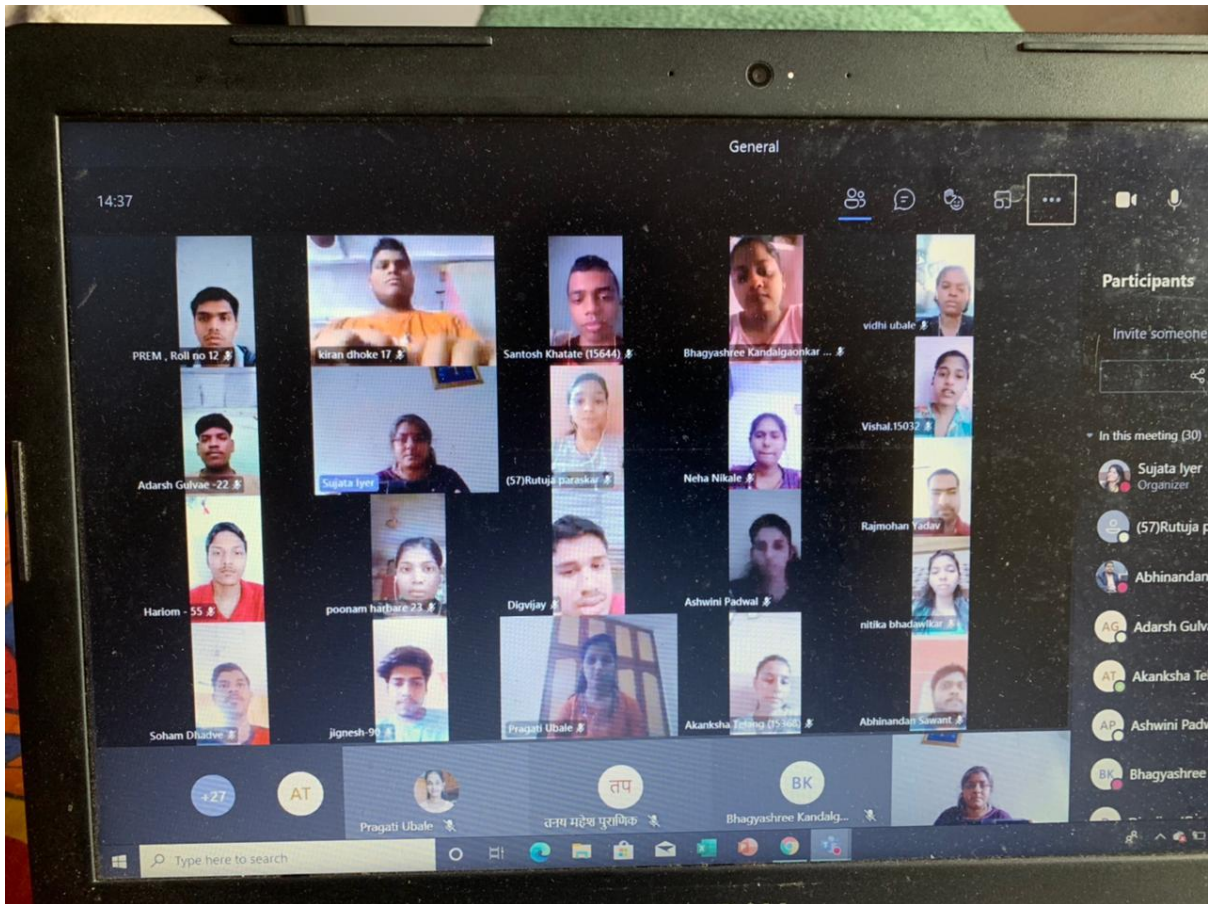 General
14:37
PREM , Roll no 12
kiran dhoke 17
Santosh Khatate (15644)
Bhagyashree Kandalgaonkar ...
vidhi ubale
Adarsh Gulvae -22
Sujata Iyer
(57)Rutuja paraskar
Neha Nikale
Vishal.15032
Hariom - 55
poonam harbare 23
Digvijay
Ashwini Padwal
Rajmohan Yadav
nitika bhadawlkar
Soham Dhadve
jignesh-90
Pragati Ubale
Akanksha Telang (15368)
Abhinandan Sawant
+27
AT
Pragati Ubale
तप
तनय महेश पुराणिक
BK
Bhagyashree Kandalg...
Participants
Invite someone
In this meeting (30)
Sujata Iyer
Organizer
(57)Rutuja p
Abhinandan
AG
Adarsh Gulva
AT
Akanksha Te
AP
Ashwini Padw
BK
Bhagyashree
Type here to search